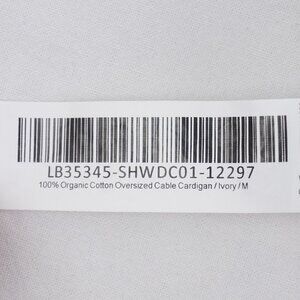 LB35345-SHWDC01-12297
100% Organic Cotton Oversized Cable Cardigan / Ivory / M